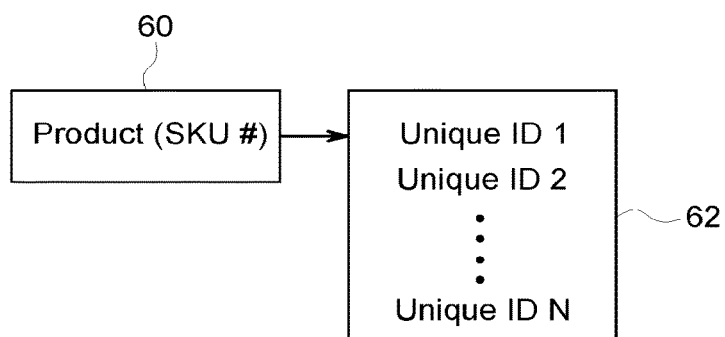 60
Product (SKU #)
Unique ID 1
Unique ID 2
62
Unique ID N